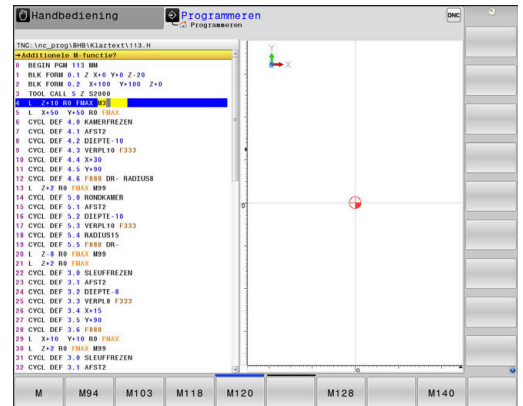 Handbediening
Programmeren
Programmeren
DNC
TNC:\nc_prog\BHB\Klartext\113.H
→Additionele M-functie?
0 BEGIN PGM 113 MM
1 BLK FORM 0.1 Z X+0 Y+0 Z-20
2 BLK FORM 0.2 X+100 Y+100 Z+0
3 TOOL CALL 5 Z S2000
4 L Z+10 R0 FMAX M3
5 L X+50 Y+50 R0 FMAX
6 CYCL DEF 4.0 KAMERFREZEN
7 CYCL DEF 4.1 AFST2
8 CYCL DEF 4.2 DIEPTE-10
9 CYCL DEF 4.3 VERPL10 F333
10 CYCL DEF 4.4 X+30
11 CYCL DEF 4.5 Y+90
12 CYCL DEF 4.6 F888 DR- RADIUS8
13 L Z+2 R0 FMAX M99
14 CYCL DEF 5.0 RONDKAMER
15 CYCL DEF 5.1 AFST2
16 CYCL DEF 5.2 DIEPTE-10
17 CYCL DEF 5.3 VERPL10 F333
18 CYCL DEF 5.4 RADIUS15
19 CYCL DEF 5.5 F888 DR-
20 L Z-8 R0 FMAX M99
21 L Z+2 R0 FMAX
22 CYCL DEF 3.0 SLEUFFREZEN
23 CYCL DEF 3.1 AFST2
24 CYCL DEF 3.2 DIEPTE-8
25 CYCL DEF 3.3 VERPL8 F333
26 CYCL DEF 3.4 X+15
27 CYCL DEF 3.5 Y+90
28 CYCL DEF 3.6 F888
29 L X+10 Y+10 R0 FMAX
30 L Z+2 R0 FMAX M99
31 CYCL DEF 3.0 SLEUFFREZEN
32 CYCL DEF 3.1 AFST2
Y
X
0
0
M M94 M103 M118 M120 M128 M140